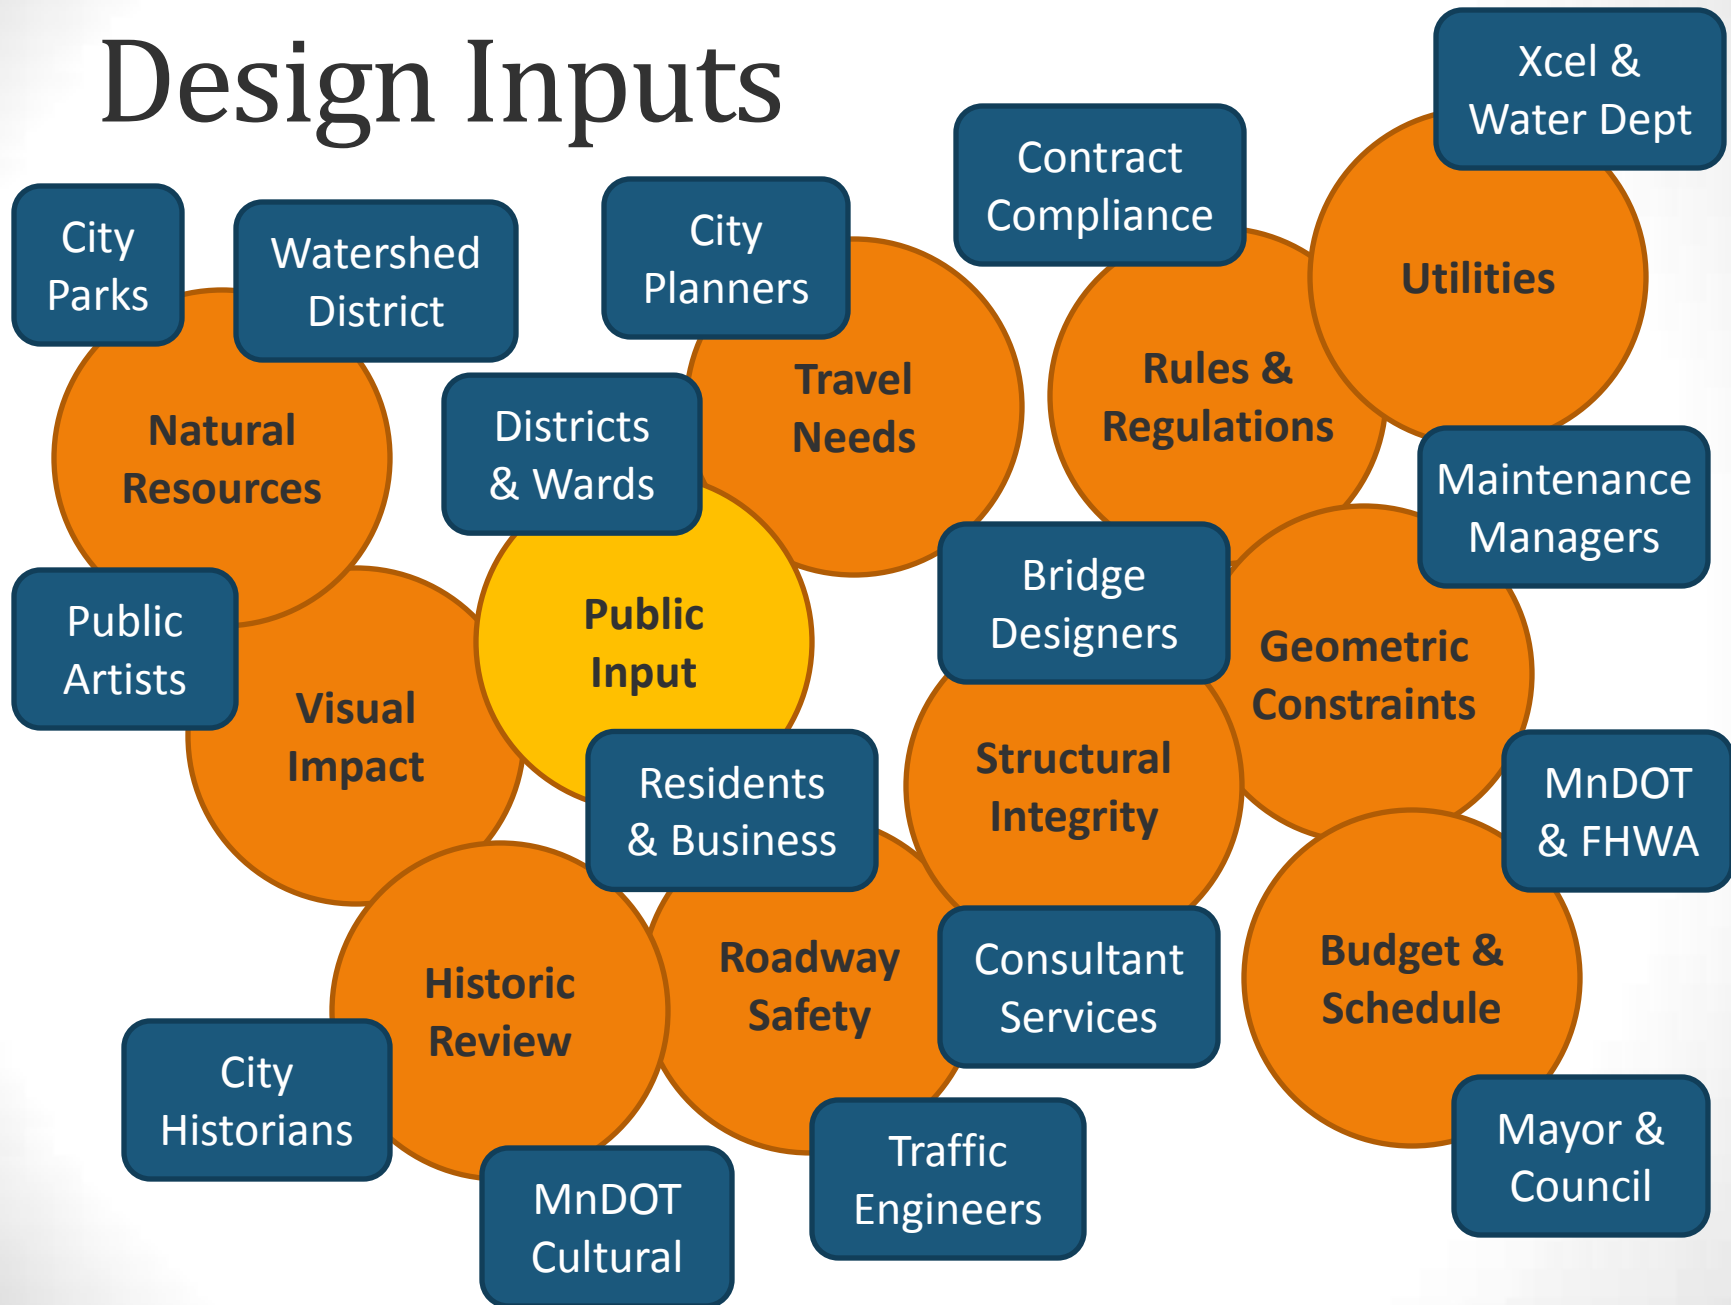 Design Inputs
Xcel &
Water Dept
Contract
Compliance
City
Parks
Watershed
District
City
Planners
Utilities
Travel
Needs
Rules &
Regulations
Natural
Resources
Districts
& Wards
Maintenance
Managers
Public
Input
Bridge
Designers
Public
Artists
Geometric
Constraints
Visual
Impact
Residents
& Business
Structural
Integrity
MnDOT
& FHWA
Historic
Review
Roadway
Safety
Consultant
Services
Budget &
Schedule
City
Historians
MnDOT
Cultural
Traffic
Engineers
Mayor &
Council